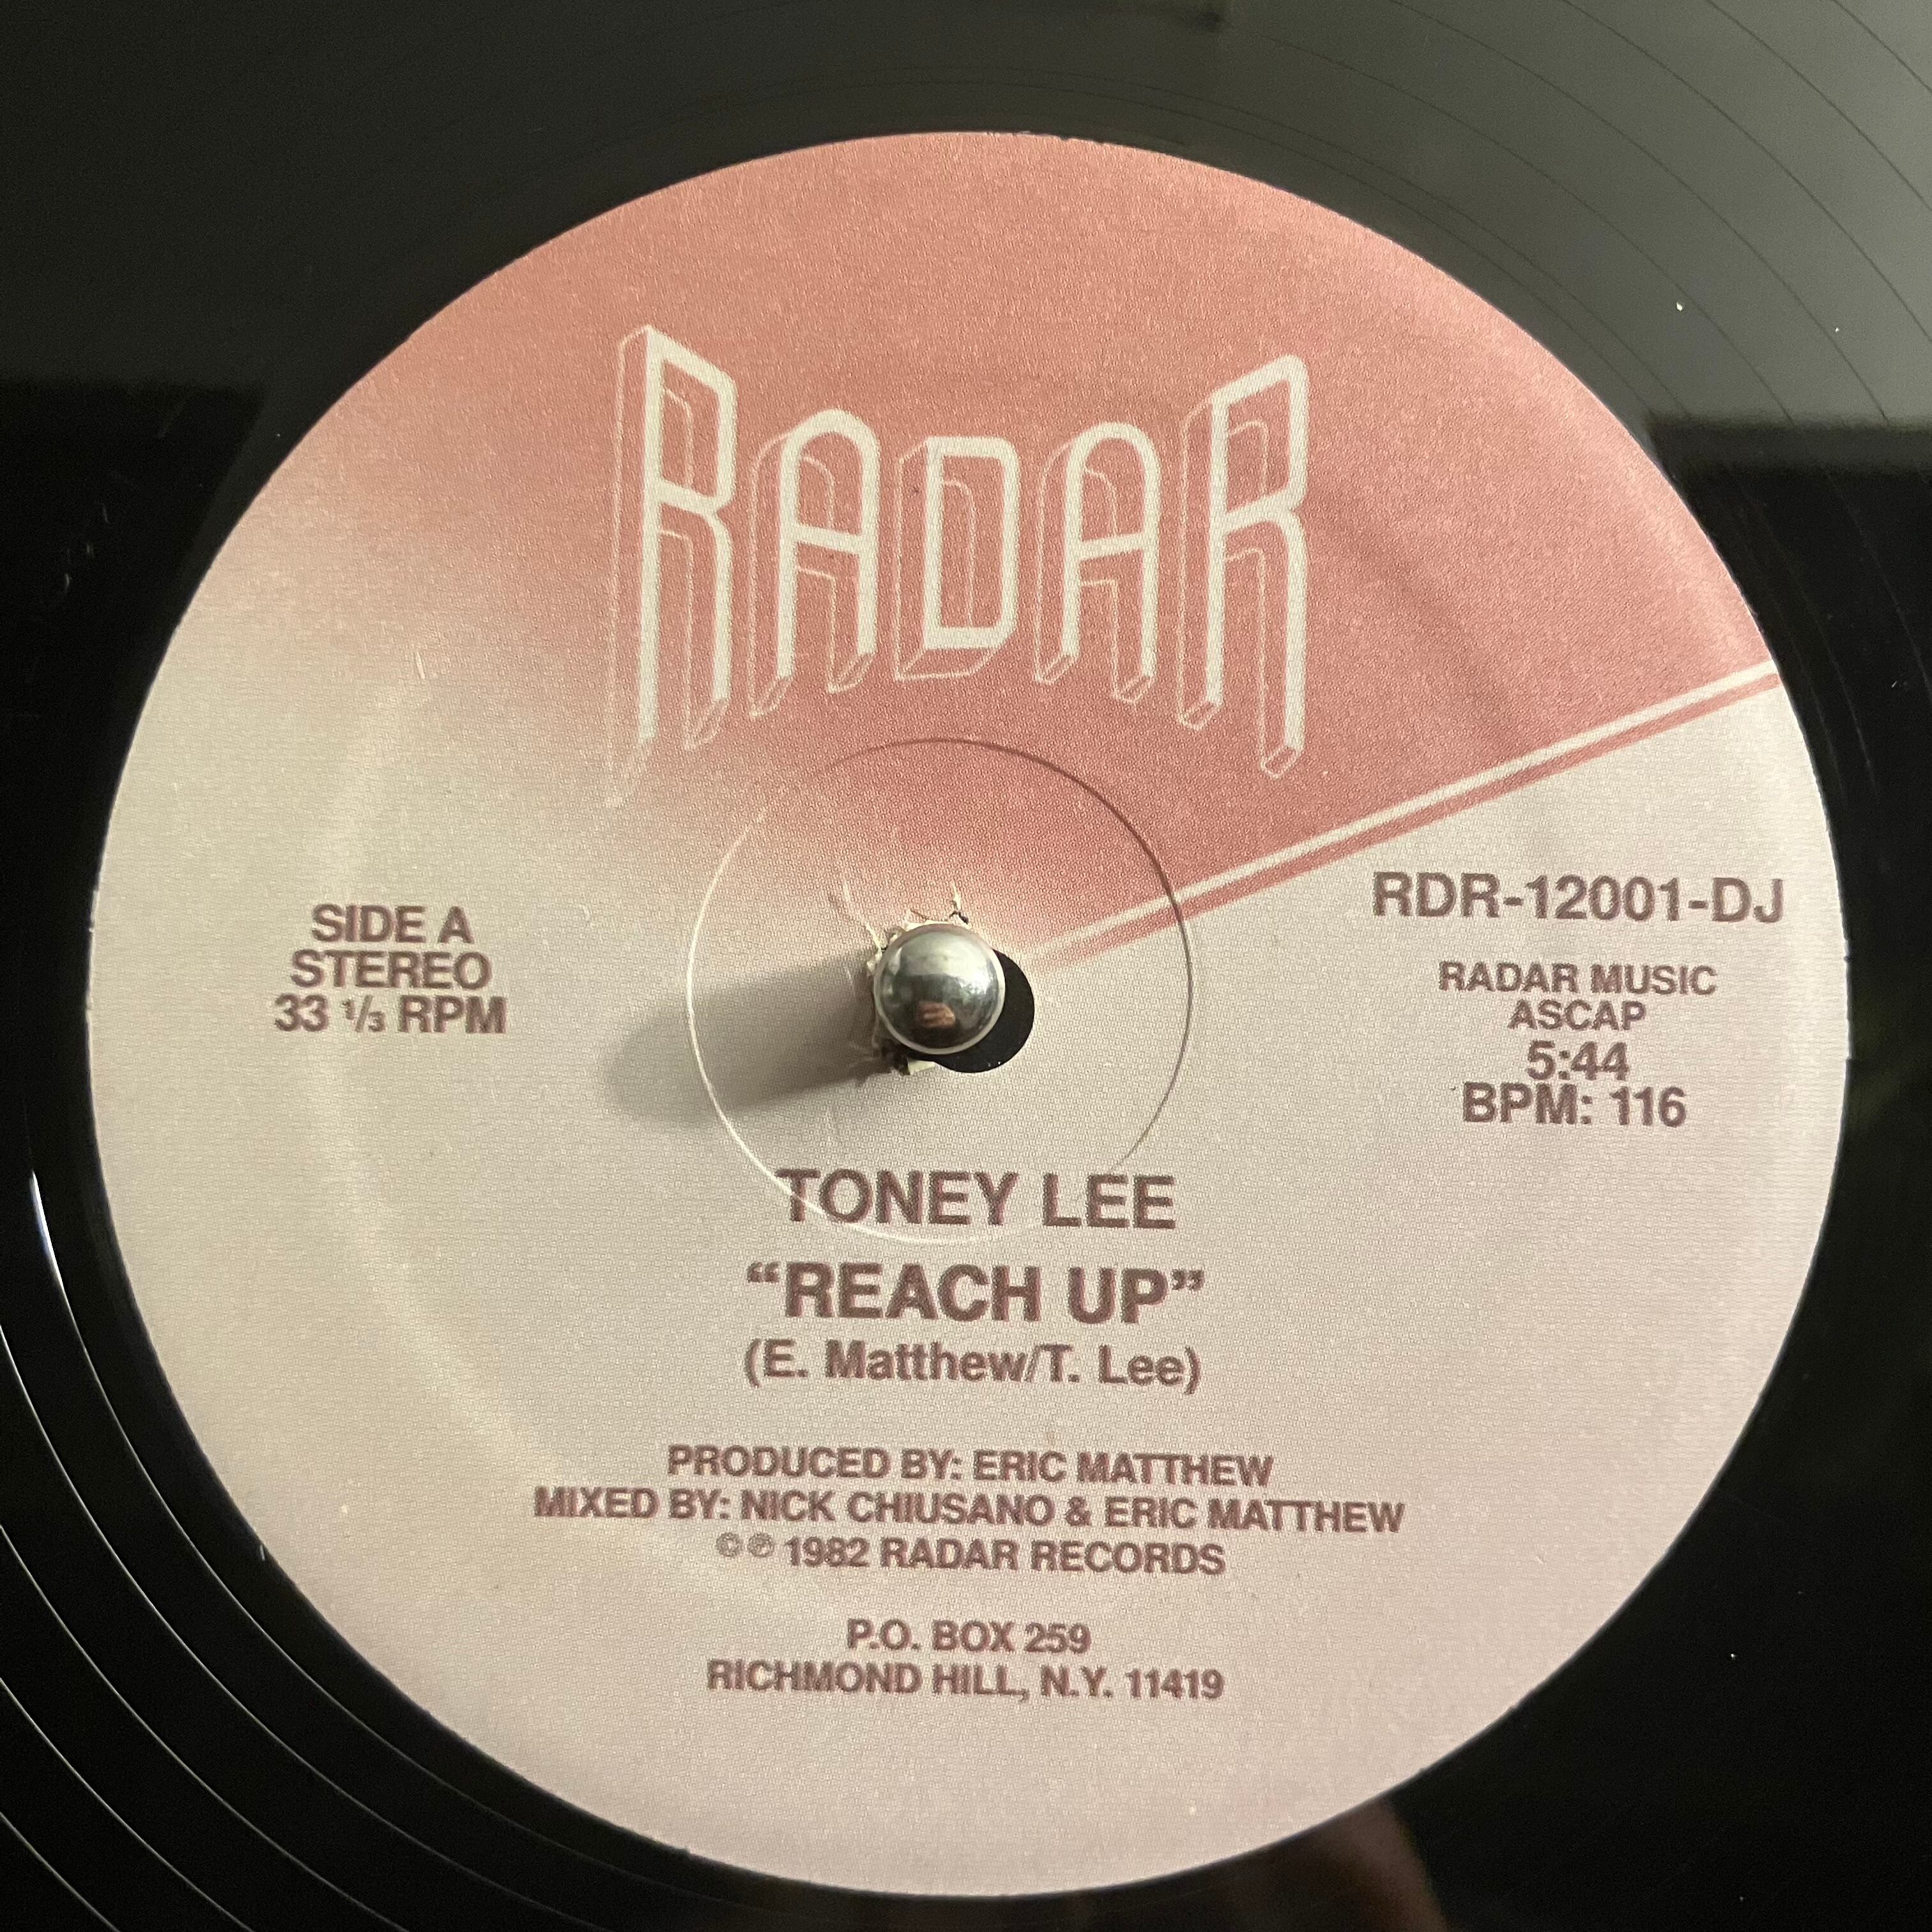 RADAR
SIDE A
STEREO
33 ⅓ RPM
RDR-12001-DJ
RADAR MUSIC
ASCAP
5:44
BPM: 116
TONEY LEE
“REACH UP”
(E. Matthew/T. Lee)
PRODUCED BY: ERIC MATTHEW
MIXED BY: NICK CHIUSANO & ERIC MATTHEW
©℗ 1982 RADAR RECORDS
P.O. BOX 259
RICHMOND HILL, N.Y. 11419